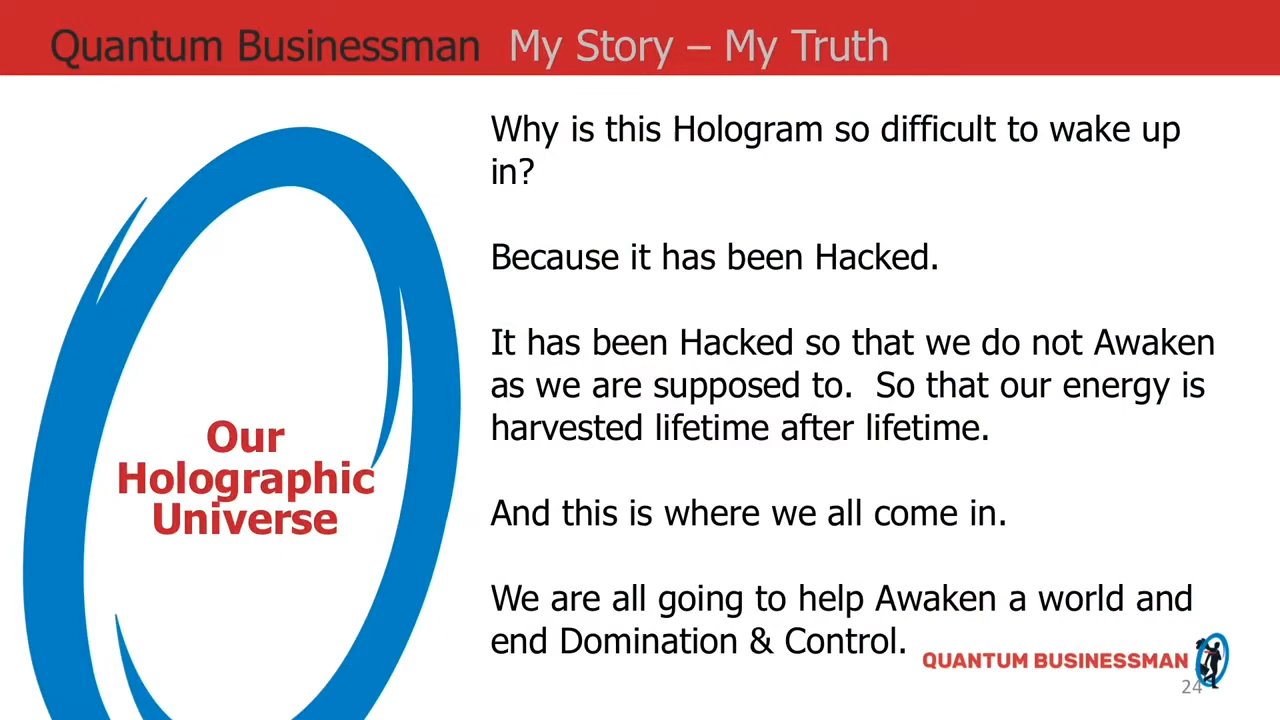 Quantum Businessman My Story – My Truth
Why is this Hologram so difficult to wake up
in?
Because it has been Hacked.
It has been Hacked so that we do not Awaken
as we are supposed to. So that our energy is
harvested lifetime after lifetime.
And this is where we all come in.
We are all going to help Awaken a world and
end Domination & Control.
Our
Holographic
Universe
QUANTUM BUSINESSMAN
24